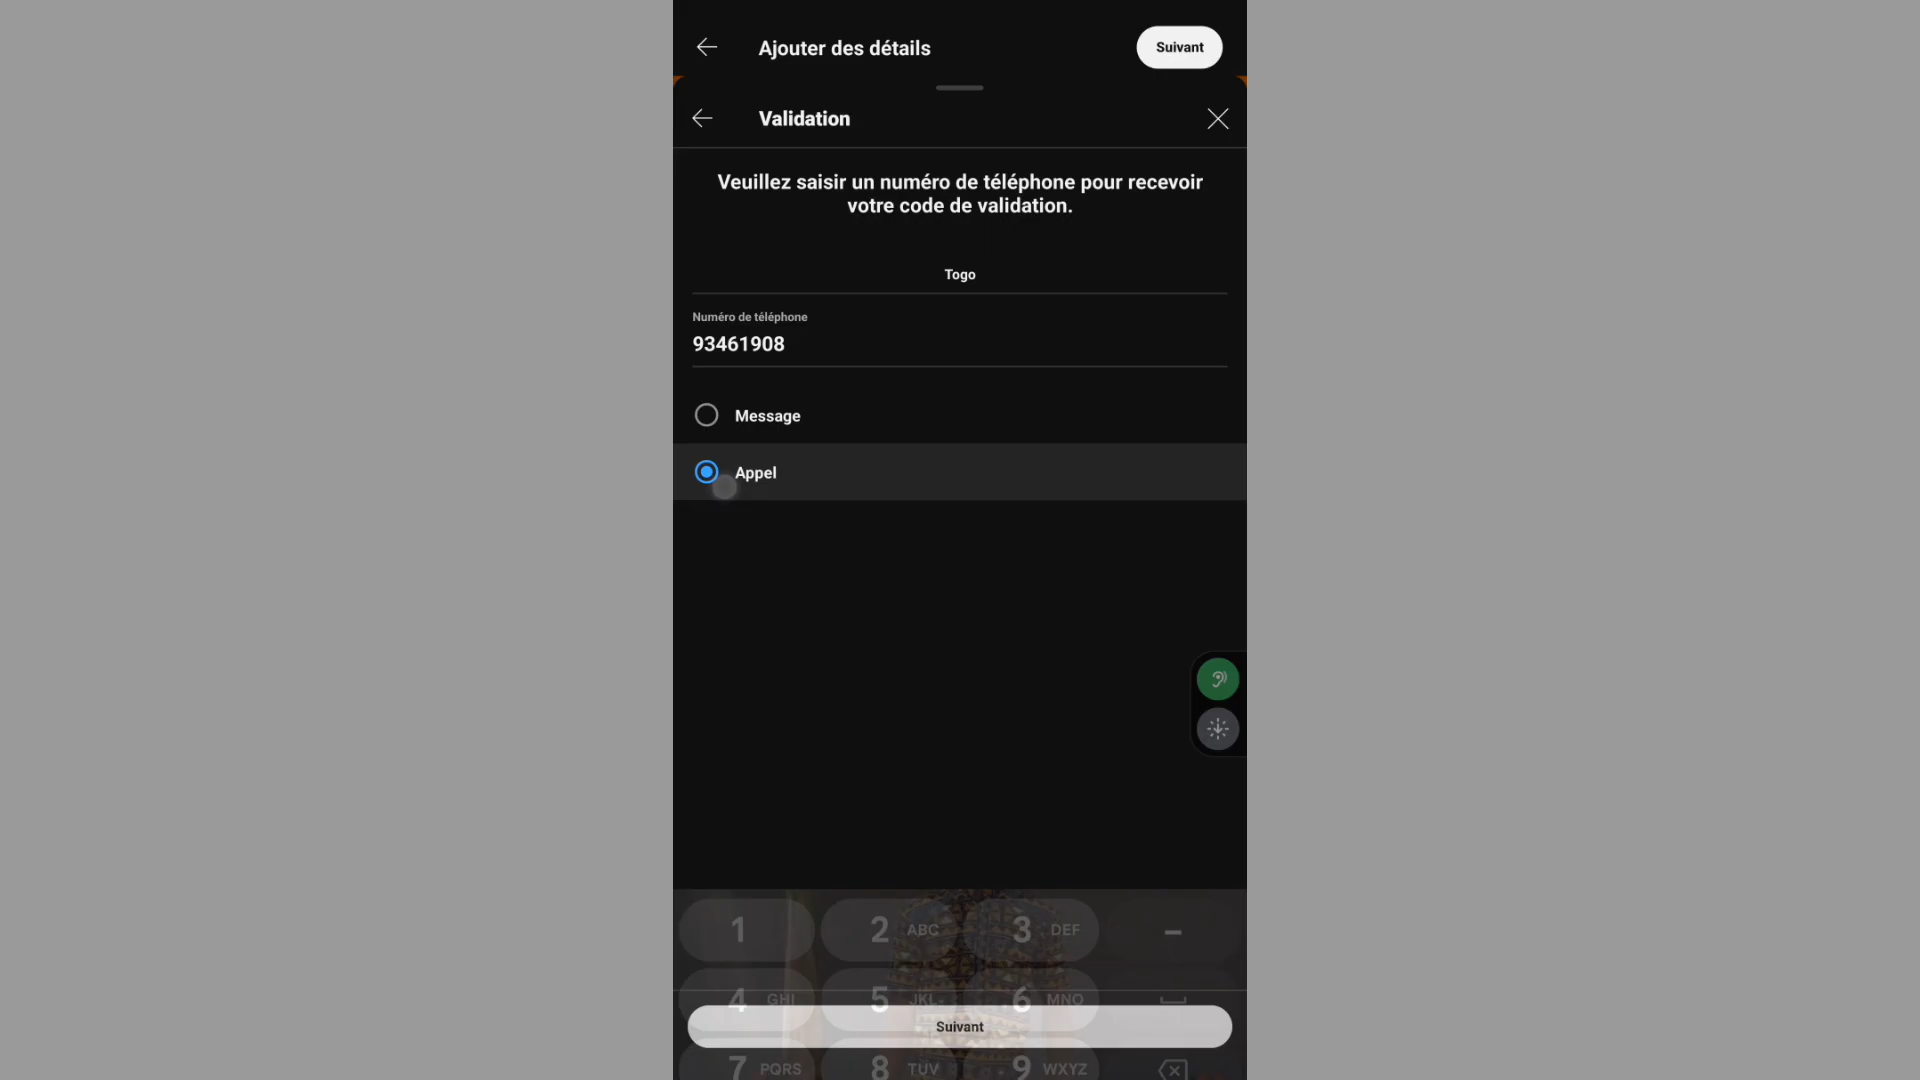 Ajouter des détails
Suivant
Validation
Veuillez saisir un numéro de téléphone pour recevoir
votre code de validation.
Togo
Numéro de téléphone
93461908
Message
Appel
1
2 ABC
3 DEF
-
4 GHI
5 JKL
6 MNO
Suivant
7 PQRS
8 TUV
9 WXYZ